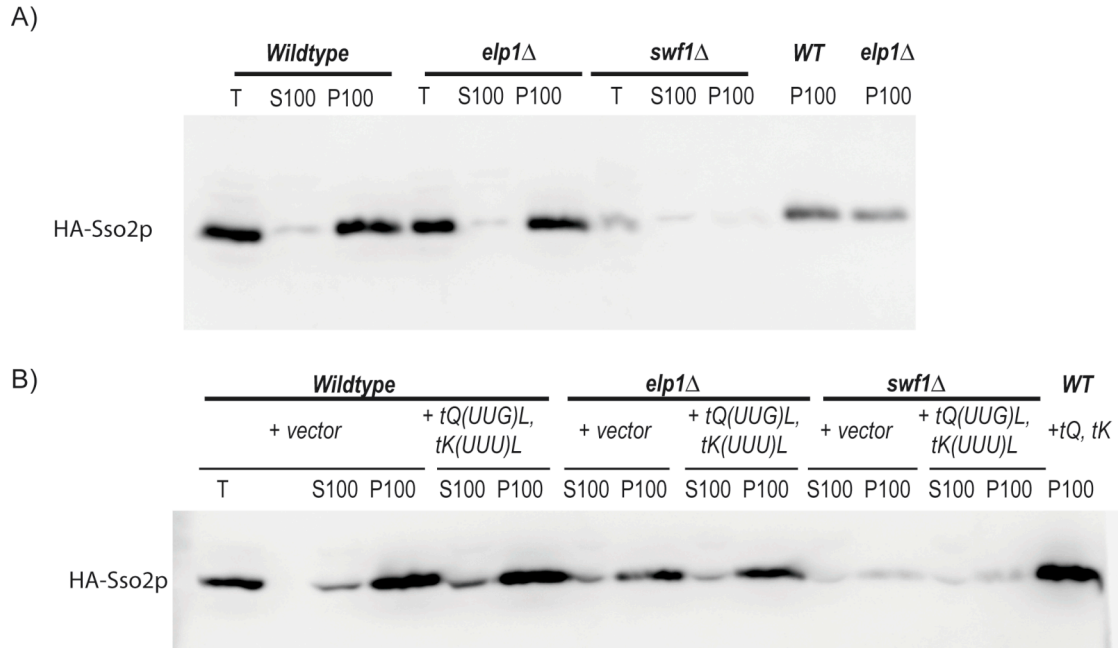 A)
Wildtype elp1Δ swf1Δ WT elp1Δ
T S100 P100 T S100 P100 T S100 P100 P100 P100
HA-Sso2p
B)
Wildtype elp1Δ swf1Δ WT
+ vector + tQ(UUG)L, tK(UUU)L + vector + tQ(UUG)L, tK(UUU)L + vector + tQ(UUG)L, tK(UUU)L +tQ, tK
T S100 P100 S100 P100 S100 P100 S100 P100 S100 P100 S100 P100 P100
HA-Sso2p